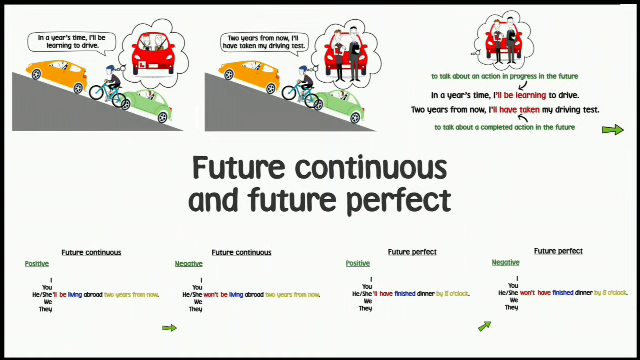 In a year's time, I'll be
learning to drive.
Two years from now, I'll
have taken my driving test.
to talk about an action in progress in the future
In a year's time, I'll be learning to drive.
Two years from now, I'll have taken my driving test.
to talk about a completed action in the future
Future continuous
and future perfect
Future continuous
Positive
I
You
He/She 'll be living abroad two years from now.
We
They
Future continuous
Negative
I
You
He/She won't be living abroad two years from now.
We
They
Future perfect
Positive
I
You
He/She 'll have finished dinner by 8 o'clock.
We
They
Future perfect
Negative
I
You
He/She won't have finished dinner by 8 o'clock.
We
They